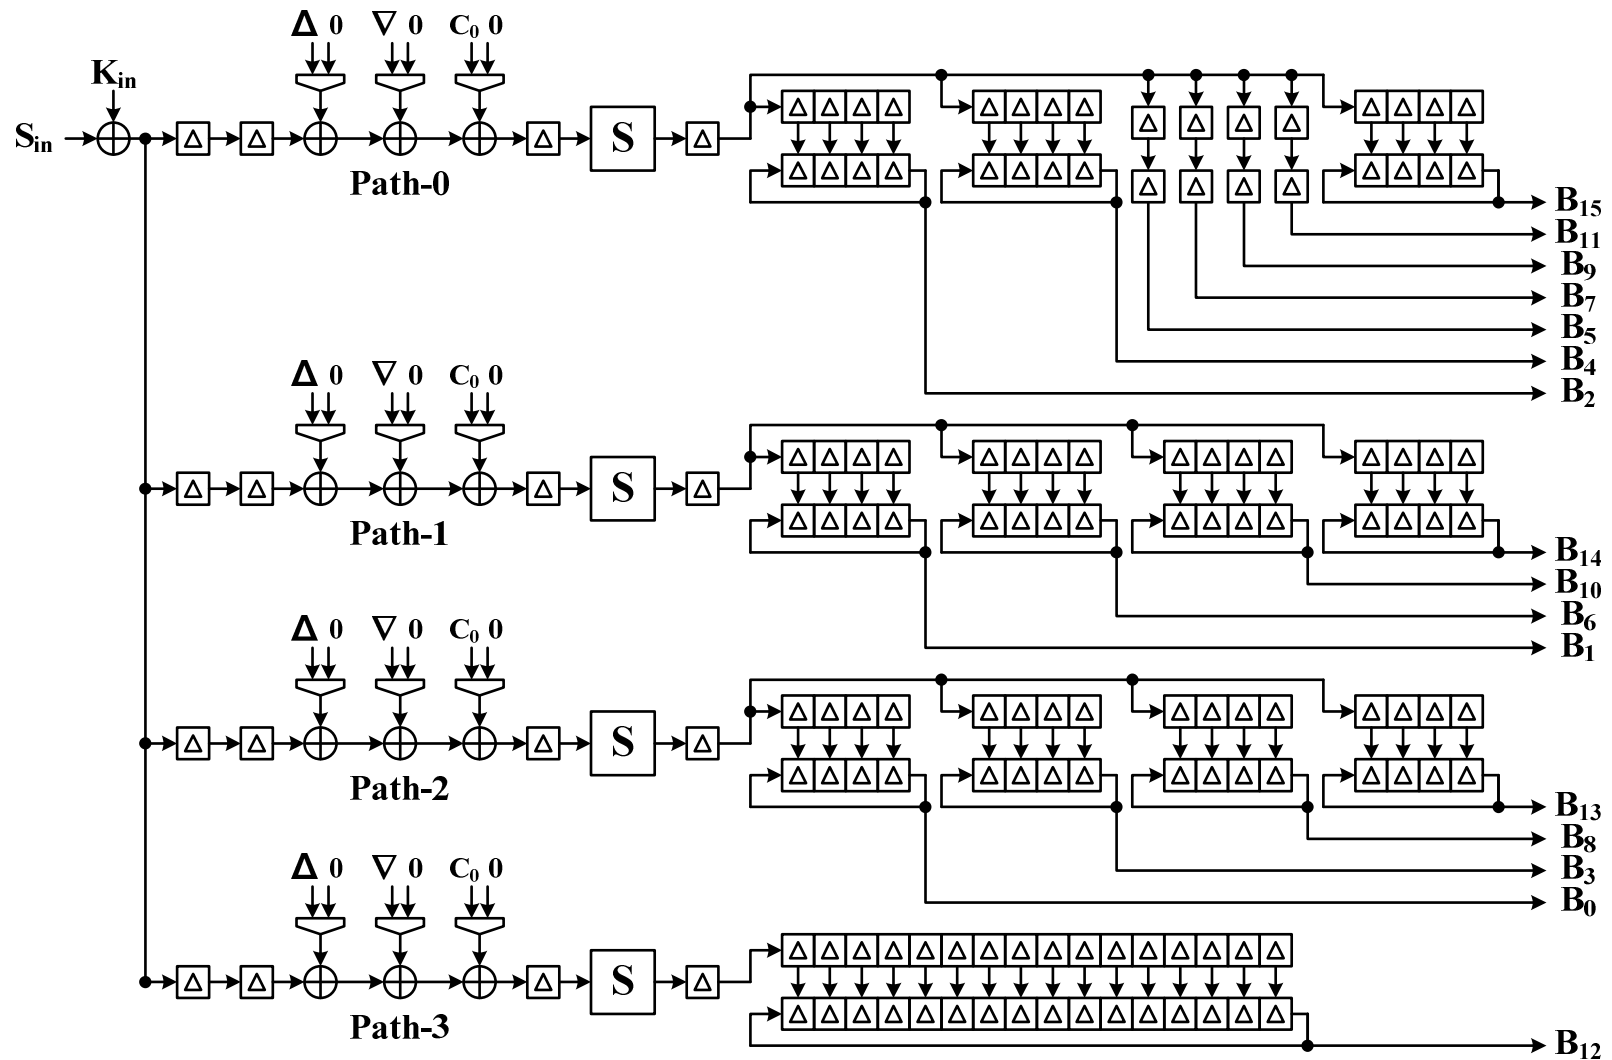 Δ 0 ∇ 0 C₀ 0
K_in
S_in
Δ Δ Δ S Δ
Path-0
Δ Δ Δ Δ Δ Δ Δ Δ Δ Δ Δ Δ Δ Δ Δ Δ
Δ Δ Δ Δ Δ Δ Δ Δ Δ Δ Δ Δ Δ Δ Δ Δ
B₁₅
B₁₁
B₉
B₇
B₅
B₄
B₂
Δ 0 ∇ 0 C₀ 0
Δ Δ Δ S Δ
Path-1
Δ Δ Δ Δ Δ Δ Δ Δ Δ Δ Δ Δ Δ Δ Δ Δ
Δ Δ Δ Δ Δ Δ Δ Δ Δ Δ Δ Δ Δ Δ Δ Δ
B₁₄
B₁₀
B₆
B₁
Δ 0 ∇ 0 C₀ 0
Δ Δ Δ S Δ
Path-2
Δ Δ Δ Δ Δ Δ Δ Δ Δ Δ Δ Δ Δ Δ Δ Δ
Δ Δ Δ Δ Δ Δ Δ Δ Δ Δ Δ Δ Δ Δ Δ Δ
B₁₃
B₈
B₃
B₀
Δ 0 ∇ 0 C₀ 0
Δ Δ Δ S Δ
Path-3
Δ Δ Δ Δ Δ Δ Δ Δ Δ Δ Δ Δ Δ Δ Δ Δ
Δ Δ Δ Δ Δ Δ Δ Δ Δ Δ Δ Δ Δ Δ Δ Δ
B₁₂